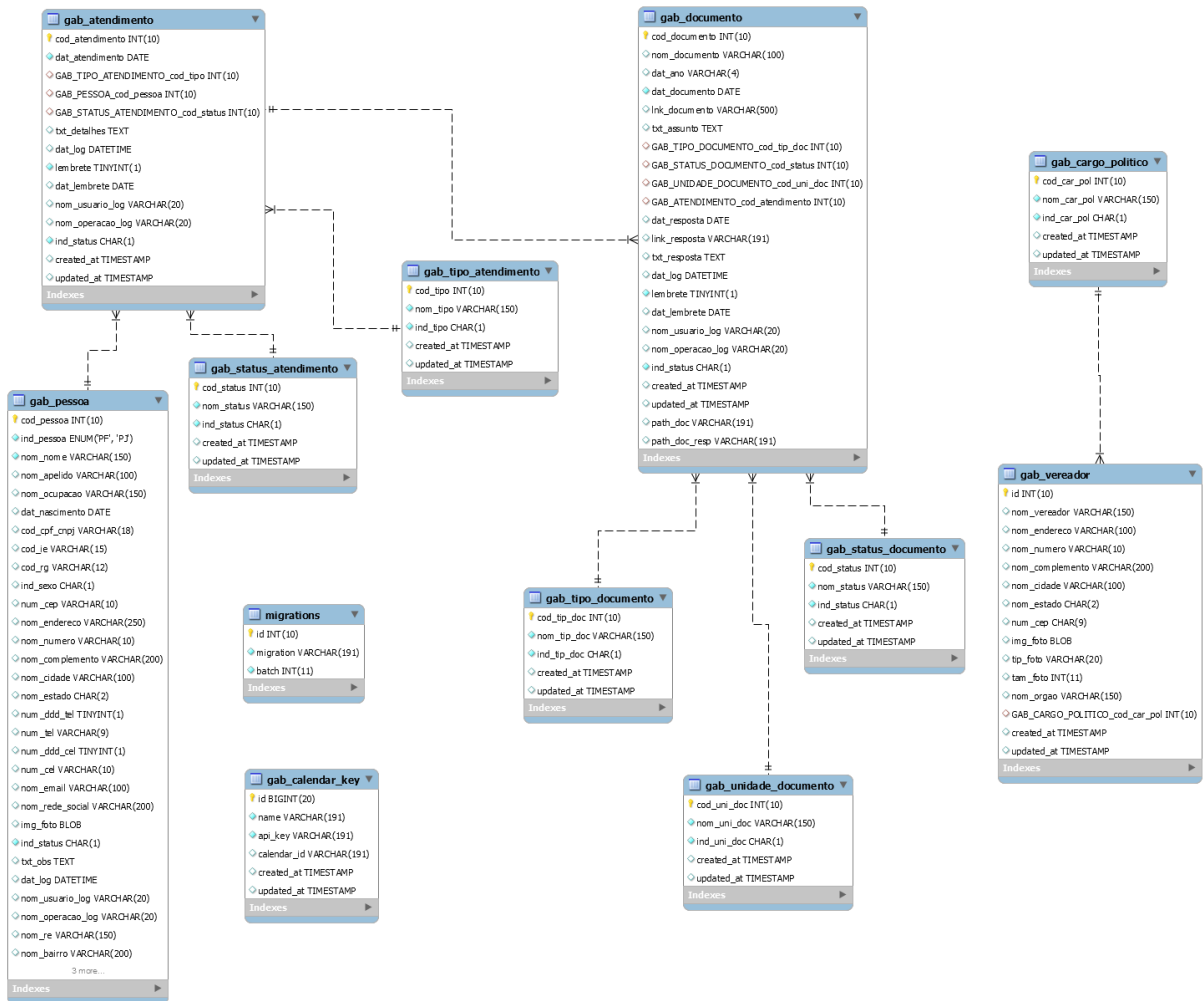 gab_atendimento
cod_atendimento INT(10)
dat_atendimento DATE
GAB_TIPO_ATENDIMENTO_cod_tipo INT(10)
GAB_PESSOA_cod_pessoa INT(10)
GAB_STATUS_ATENDIMENTO_cod_status INT(10)
txt_detalhes TEXT
dat_log DATETIME
lembrete TINYINT(1)
dat_lembrete DATE
nom_usuario_log VARCHAR(20)
nom_operacao_log VARCHAR(20)
ind_status CHAR(1)
created_at TIMESTAMP
updated_at TIMESTAMP
Indexes
gab_documento
cod_documento INT(10)
nom_documento VARCHAR(100)
dat_ano VARCHAR(4)
dat_documento DATE
lnk_documento VARCHAR(500)
txt_assunto TEXT
GAB_TIPO_DOCUMENTO_cod_tip_doc INT(10)
GAB_STATUS_DOCUMENTO_cod_status INT(10)
GAB_UNIDADE_DOCUMENTO_cod_uni_doc INT(10)
GAB_ATENDIMENTO_cod_atendimento INT(10)
dat_resposta DATE
link_resposta VARCHAR(191)
txt_resposta TEXT
dat_log DATETIME
lembrete TINYINT(1)
dat_lembrete DATE
nom_usuario_log VARCHAR(20)
nom_operacao_log VARCHAR(20)
ind_status CHAR(1)
created_at TIMESTAMP
updated_at TIMESTAMP
path_doc VARCHAR(191)
path_doc_resp VARCHAR(191)
Indexes
gab_cargo_politico
cod_car_pol INT(10)
nom_car_pol VARCHAR(150)
ind_car_pol CHAR(1)
created_at TIMESTAMP
updated_at TIMESTAMP
Indexes
gab_tipo_atendimento
cod_tipo INT(10)
nom_tipo VARCHAR(150)
ind_tipo CHAR(1)
created_at TIMESTAMP
updated_at TIMESTAMP
Indexes
gab_status_atendimento
cod_status INT(10)
nom_status VARCHAR(150)
ind_status CHAR(1)
created_at TIMESTAMP
updated_at TIMESTAMP
Indexes
gab_pessoa
cod_pessoa INT(10)
ind_pessoa ENUM('PF', 'PJ')
nom_nome VARCHAR(150)
nom_apelido VARCHAR(100)
nom_ocupacao VARCHAR(150)
dat_nascimento DATE
cod_cpf_cnpj VARCHAR(18)
cod_ie VARCHAR(15)
cod_rg VARCHAR(12)
ind_sexo CHAR(1)
num_cep VARCHAR(10)
nom_endereco VARCHAR(250)
nom_numero VARCHAR(10)
nom_complemento VARCHAR(200)
nom_cidade VARCHAR(100)
nom_estado CHAR(2)
num_ddd_tel TINYINT(1)
num_tel VARCHAR(9)
num_ddd_cel TINYINT(1)
num_cel VARCHAR(10)
nom_email VARCHAR(100)
nom_rede_social VARCHAR(200)
img_foto BLOB
ind_status CHAR(1)
txt_obs TEXT
dat_log DATETIME
nom_usuario_log VARCHAR(20)
nom_operacao_log VARCHAR(20)
nom_re VARCHAR(150)
nom_bairro VARCHAR(200)
3 more...
Indexes
gab_vereador
id INT(10)
nom_vereador VARCHAR(150)
nom_endereco VARCHAR(100)
nom_numero VARCHAR(10)
nom_complemento VARCHAR(200)
nom_cidade VARCHAR(100)
nom_estado CHAR(2)
num_cep CHAR(9)
img_foto BLOB
tip_foto VARCHAR(20)
tam_foto INT(11)
nom_orgao VARCHAR(150)
GAB_CARGO_POLITICO_cod_car_pol INT(10)
created_at TIMESTAMP
updated_at TIMESTAMP
Indexes
gab_status_documento
cod_status INT(10)
nom_status VARCHAR(150)
ind_status CHAR(1)
created_at TIMESTAMP
updated_at TIMESTAMP
Indexes
gab_tipo_documento
cod_tip_doc INT(10)
nom_tip_doc VARCHAR(150)
ind_tip_doc CHAR(1)
created_at TIMESTAMP
updated_at TIMESTAMP
Indexes
migrations
id INT(10)
migration VARCHAR(191)
batch INT(11)
Indexes
gab_calendar_key
id BIGINT(20)
name VARCHAR(191)
api_key VARCHAR(191)
calendar_id VARCHAR(191)
created_at TIMESTAMP
updated_at TIMESTAMP
Indexes
gab_unidade_documento
cod_uni_doc INT(10)
nom_uni_doc VARCHAR(150)
ind_uni_doc CHAR(1)
created_at TIMESTAMP
updated_at TIMESTAMP
Indexes